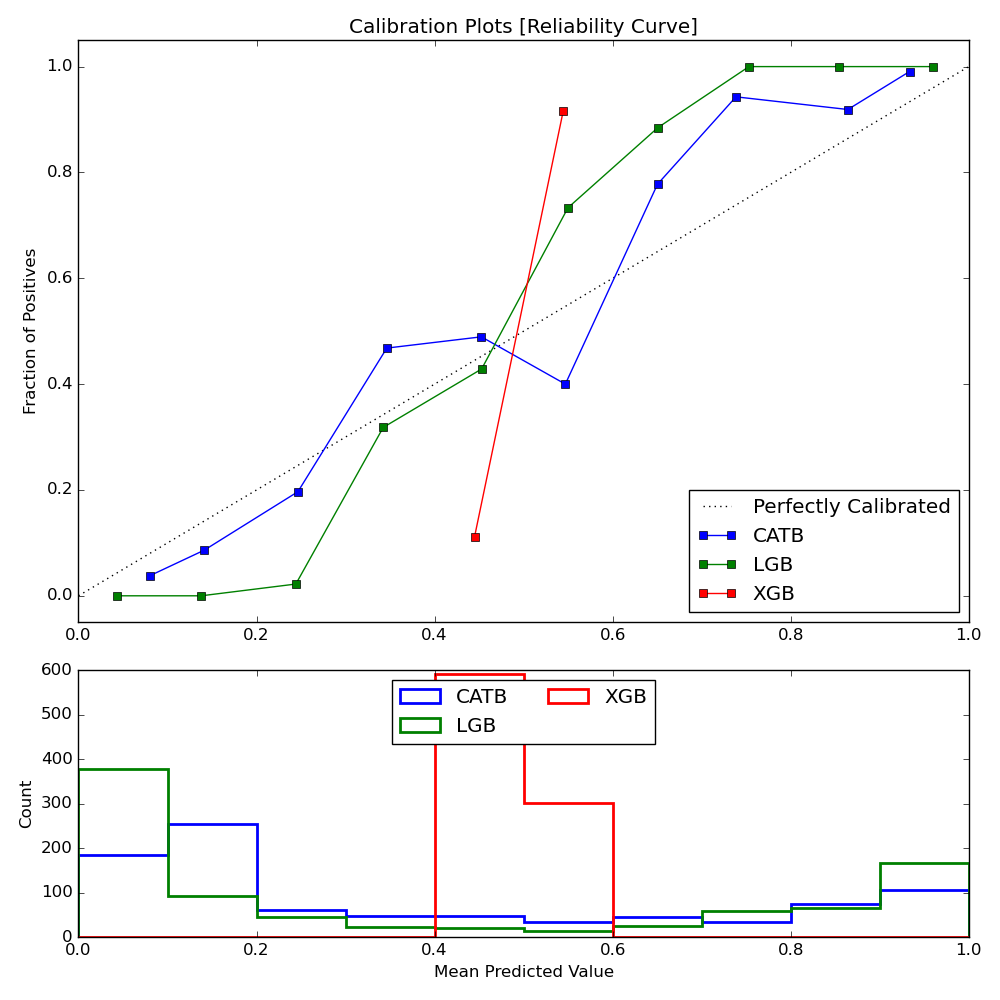 Calibration Plots [Reliability Curve]
1.0
0.8
0.6
0.4
0.2
0.0
Fraction of Positives
Perfectly Calibrated
CATB
LGB
XGB
0.0 0.2 0.4 0.6 0.8 1.0
600
500
400
300
200
100
0
Count
CATB XGB
LGB
0.0 0.2 0.4 0.6 0.8 1.0
Mean Predicted Value